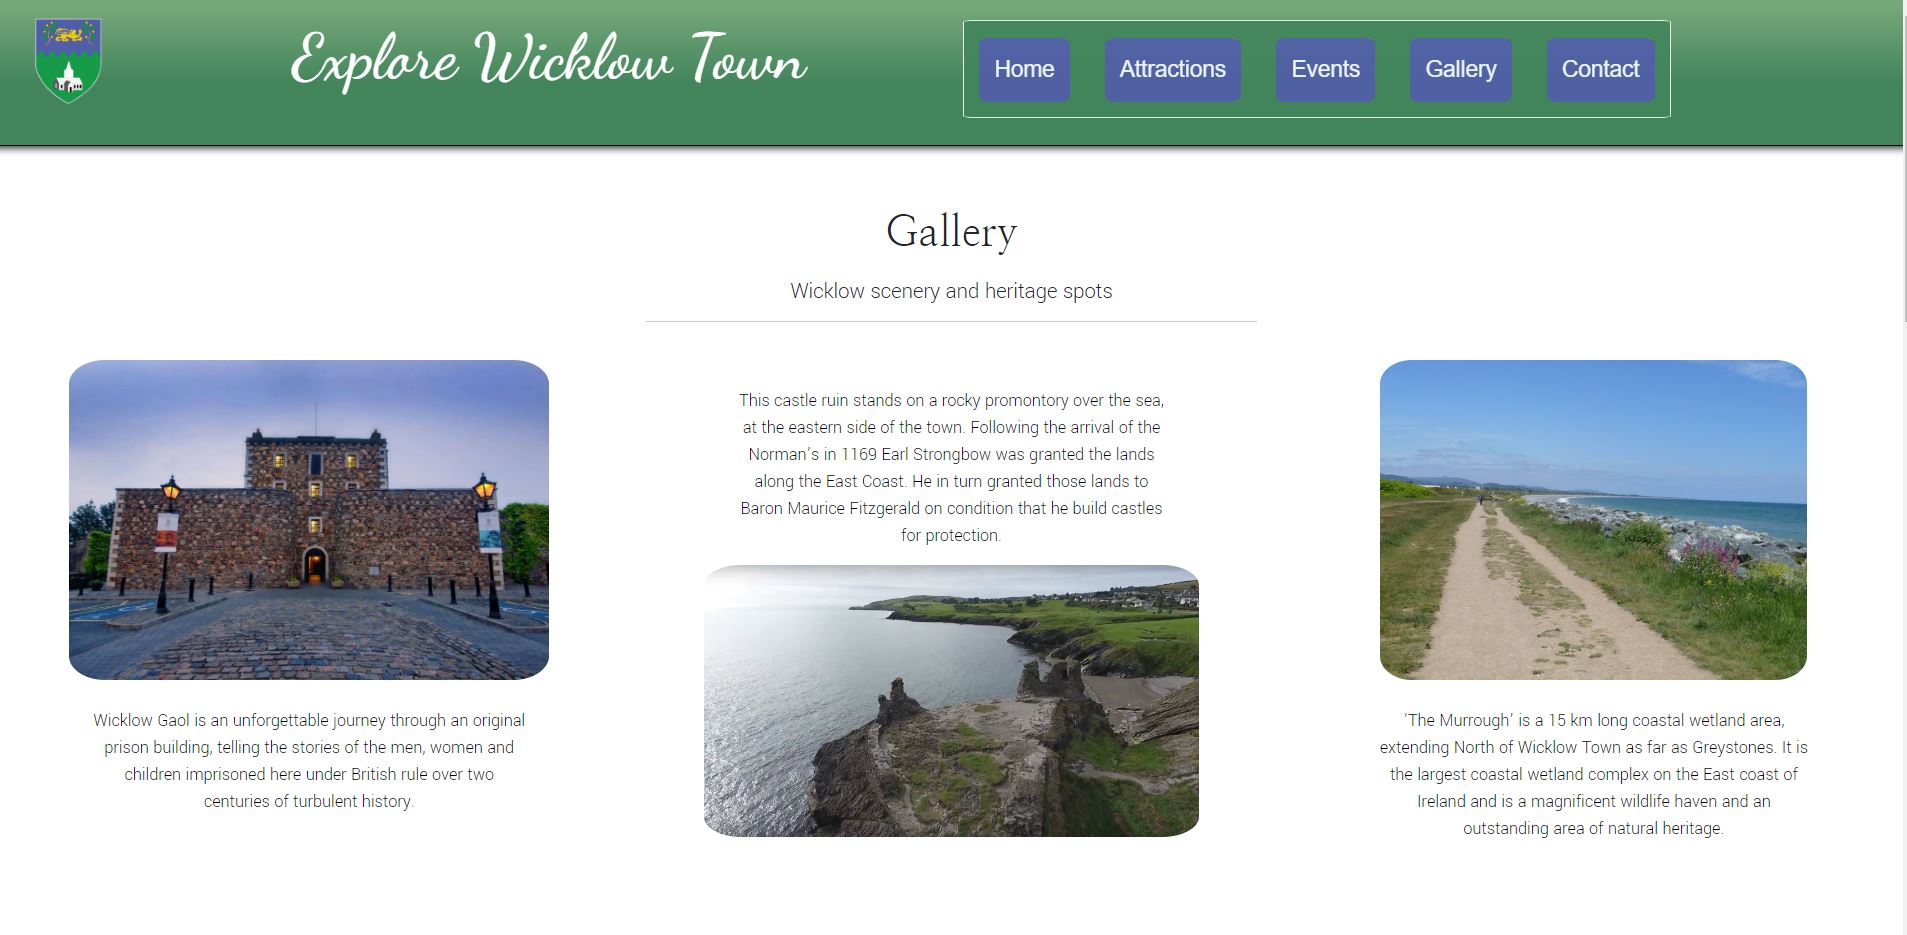 Explore Wicklow Town
Home
Attractions
Events
Gallery
Contact
Gallery
Wicklow scenery and heritage spots
Wicklow Gaol is an unforgettable journey through an original
prison building, telling the stories of the men, women and
children imprisoned here under British rule over two
centuries of turbulent history.
This castle ruin stands on a rocky promontory over the sea,
at the eastern side of the town. Following the arrival of the
Norman's in 1169 Earl Strongbow was granted the lands
along the East Coast. He in turn granted those lands to
Baron Maurice Fitzgerald on condition that he build castles
for protection.
'The Murrough' is a 15 km long coastal wetland area,
extending North of Wicklow Town as far as Greystones. It is
the largest coastal wetland complex on the East coast of
Ireland and is a magnificent wildlife haven and an
outstanding area of natural heritage.